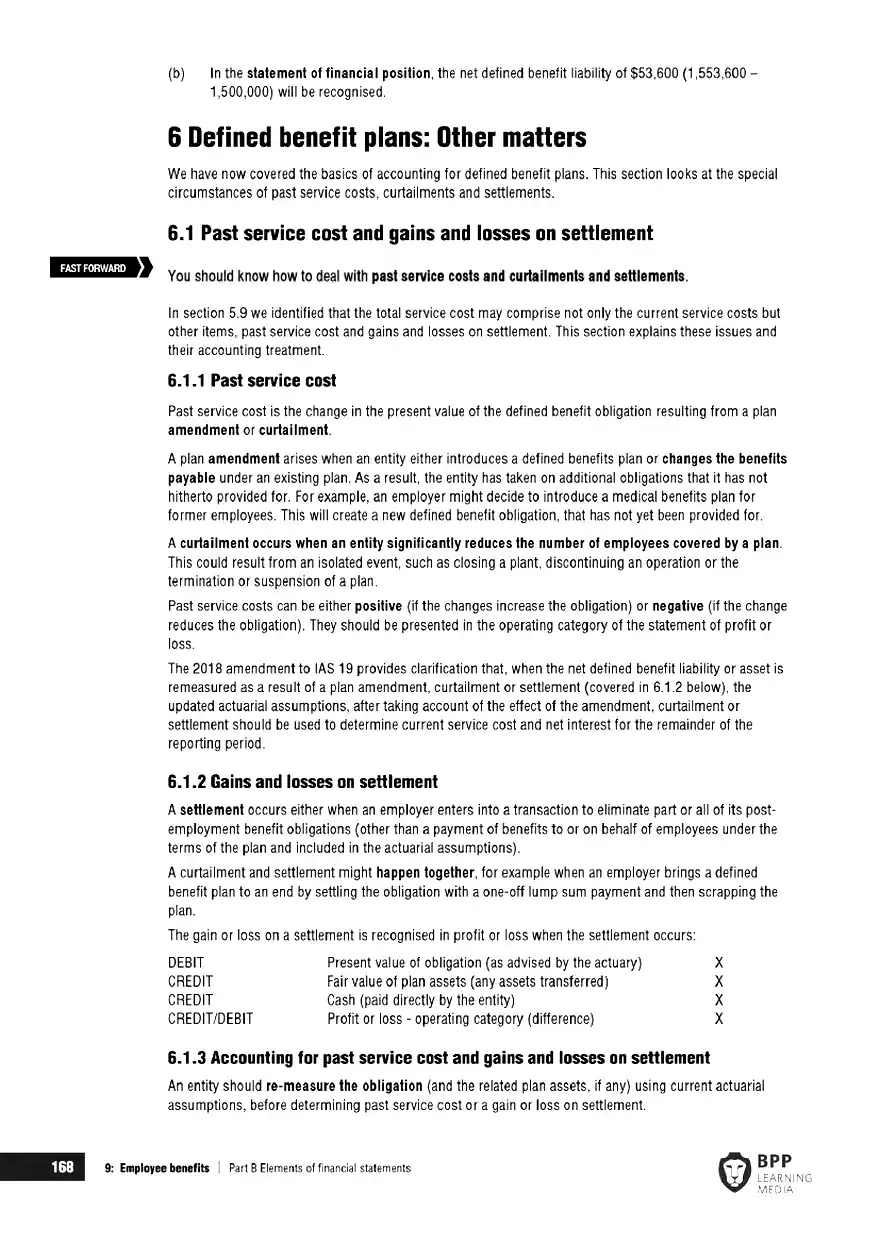 (b) In the statement of financial position, the net defined benefit liability of $53,600 (1,553,600 –
1,500,000) will be recognised.
6 Defined benefit plans: Other matters
We have now covered the basics of accounting for defined benefit plans. This section looks at the special
circumstances of past service costs, curtailments and settlements.
6.1 Past service cost and gains and losses on settlement
FAST FORWARD
You should know how to deal with past service costs and curtailments and settlements.
In section 5.9 we identified that the total service cost may comprise not only the current service costs but
other items, past service cost and gains and losses on settlement. This section explains these issues and
their accounting treatment.
6.1.1 Past service cost
Past service cost is the change in the present value of the defined benefit obligation resulting from a plan
amendment or curtailment.
A plan amendment arises when an entity either introduces a defined benefits plan or changes the benefits
payable under an existing plan. As a result, the entity has taken on additional obligations that it has not
hitherto provided for. For example, an employer might decide to introduce a medical benefits plan for
former employees. This will create a new defined benefit obligation, that has not yet been provided for.
A curtailment occurs when an entity significantly reduces the number of employees covered by a plan.
This could result from an isolated event, such as closing a plant, discontinuing an operation or the
termination or suspension of a plan.
Past service costs can be either positive (if the changes increase the obligation) or negative (if the change
reduces the obligation). They should be presented in the operating category of the statement of profit or
loss.
The 2018 amendment to IAS 19 provides clarification that, when the net defined benefit liability or asset is
remeasured as a result of a plan amendment, curtailment or settlement (covered in 6.1.2 below), the
updated actuarial assumptions, after taking account of the effect of the amendment, curtailment or
settlement should be used to determine current service cost and net interest for the remainder of the
reporting period.
6.1.2 Gains and losses on settlement
A settlement occurs either when an employer enters into a transaction to eliminate part or all of its post-
employment benefit obligations (other than a payment of benefits to or on behalf of employees under the
terms of the plan and included in the actuarial assumptions).
A curtailment and settlement might happen together, for example when an employer brings a defined
benefit plan to an end by settling the obligation with a one-off lump sum payment and then scrapping the
plan.
The gain or loss on a settlement is recognised in profit or loss when the settlement occurs:
DEBIT Present value of obligation (as advised by the actuary) X
CREDIT Fair value of plan assets (any assets transferred) X
CREDIT Cash (paid directly by the entity) X
CREDIT/DEBIT Profit or loss - operating category (difference) X
6.1.3 Accounting for past service cost and gains and losses on settlement
An entity should re-measure the obligation (and the related plan assets, if any) using current actuarial
assumptions, before determining past service cost or a gain or loss on settlement.
168 9: Employee benefits | Part B Elements of financial statements
BPP
LEARNING
MEDIA